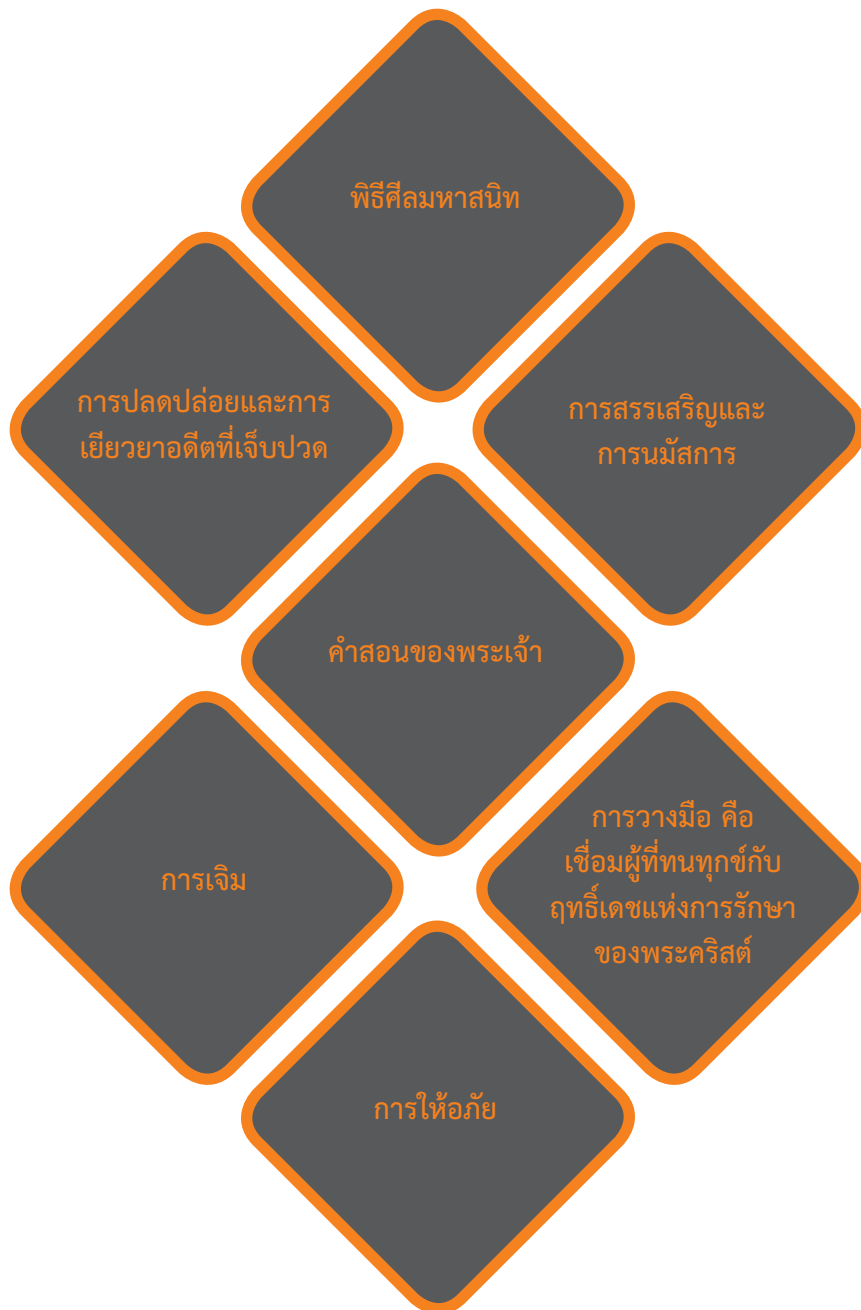 พิธีศีลมหาสนิท
การปลดปล่อยและการ
เยียวยาอดีตที่เจ็บปวด
การสรรเสริญและ
การนมัสการ
คำสอนของพระเจ้า
การเจิม
การวางมือ คือ
เชื่อมผู้ที่ทนทุกข์กับ
ฤทธิ์เดชแห่งการรักษา
ของพระคริสต์
การให้อภัย